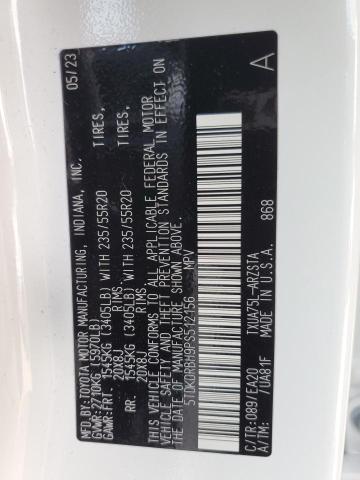 MFD.BY: TOYOTA MOTOR MANUFACTURING, INDIANA, INC. 05/23
GVWR:2710KG (5970LB)
GAWR:FRT. 1545KG (3405LB) WITH 235/55R20 TIRES,
20X8J RIMS,
RR. 1545KG (3405LB) WITH 235/55R20 TIRES,
20X8J RIMS.
THIS VEHICLE CONFORMS TO ALL APPLICABLE FEDERAL MOTOR
VEHICLE SAFETY AND THEFT PREVENTION STANDARDS IN EFFECT ON
THE DATE OF MANUFACTURE SHOWN ABOVE.
5TDKDRBH9PS512156 MPV
C/TR:089/EA20 TXUA75L-ARZSTA A
A/TM: /UA81F MADE IN U.S.A. 868